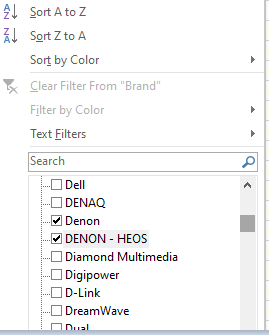 Sort A to Z
Sort Z to A
Sort by Color
Clear Filter From "Brand"
Filter by Color
Text Filters
Search
Dell
DENAQ
Denon
DENON - HEOS
Diamond Multimedia
Digipower
D-Link
DreamWave
Dual